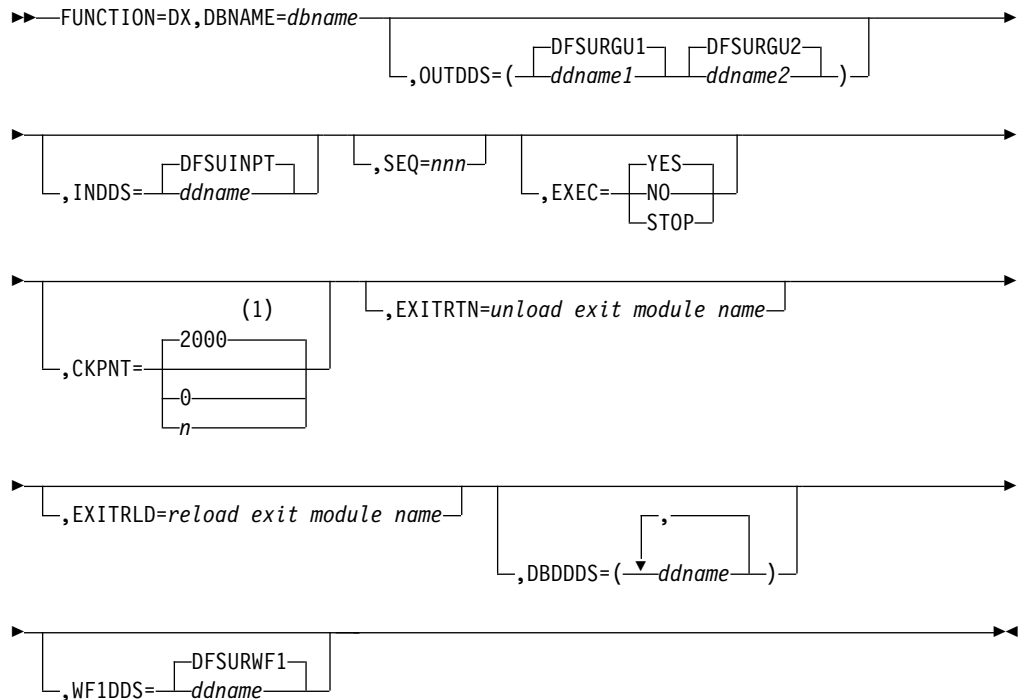 FUNCTION=DX,DBNAME=dbname
DFSURGU1 DFSURGU2
,OUTDDS=( ddname1 ddname2 )
DFSUINPT ,SEQ=nnn YES
,INDDS= ddname ,EXEC= NO
STOP
(1) ,EXITRTN=unload exit module name
2000
,CKPNT=
0
n
,EXITRLD=reload exit module name ,
,DBDDDS=( ddname )
DFSURWF1
,WF1DDS= ddname